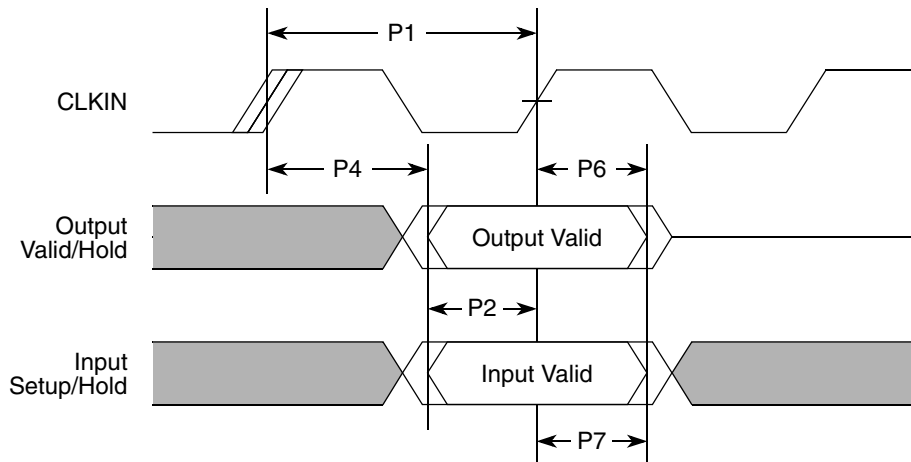 P1
CLKIN
P4
P6
Output
Valid/Hold
Output Valid
P2
Input
Setup/Hold
Input Valid
P7